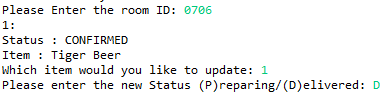 Please Enter the room ID: 0706
1:
Status : CONFIRMED
Item : Tiger Beer
Which item would you like to update: 1
Please enter the new Status (P)reparing/(D)elivered: D